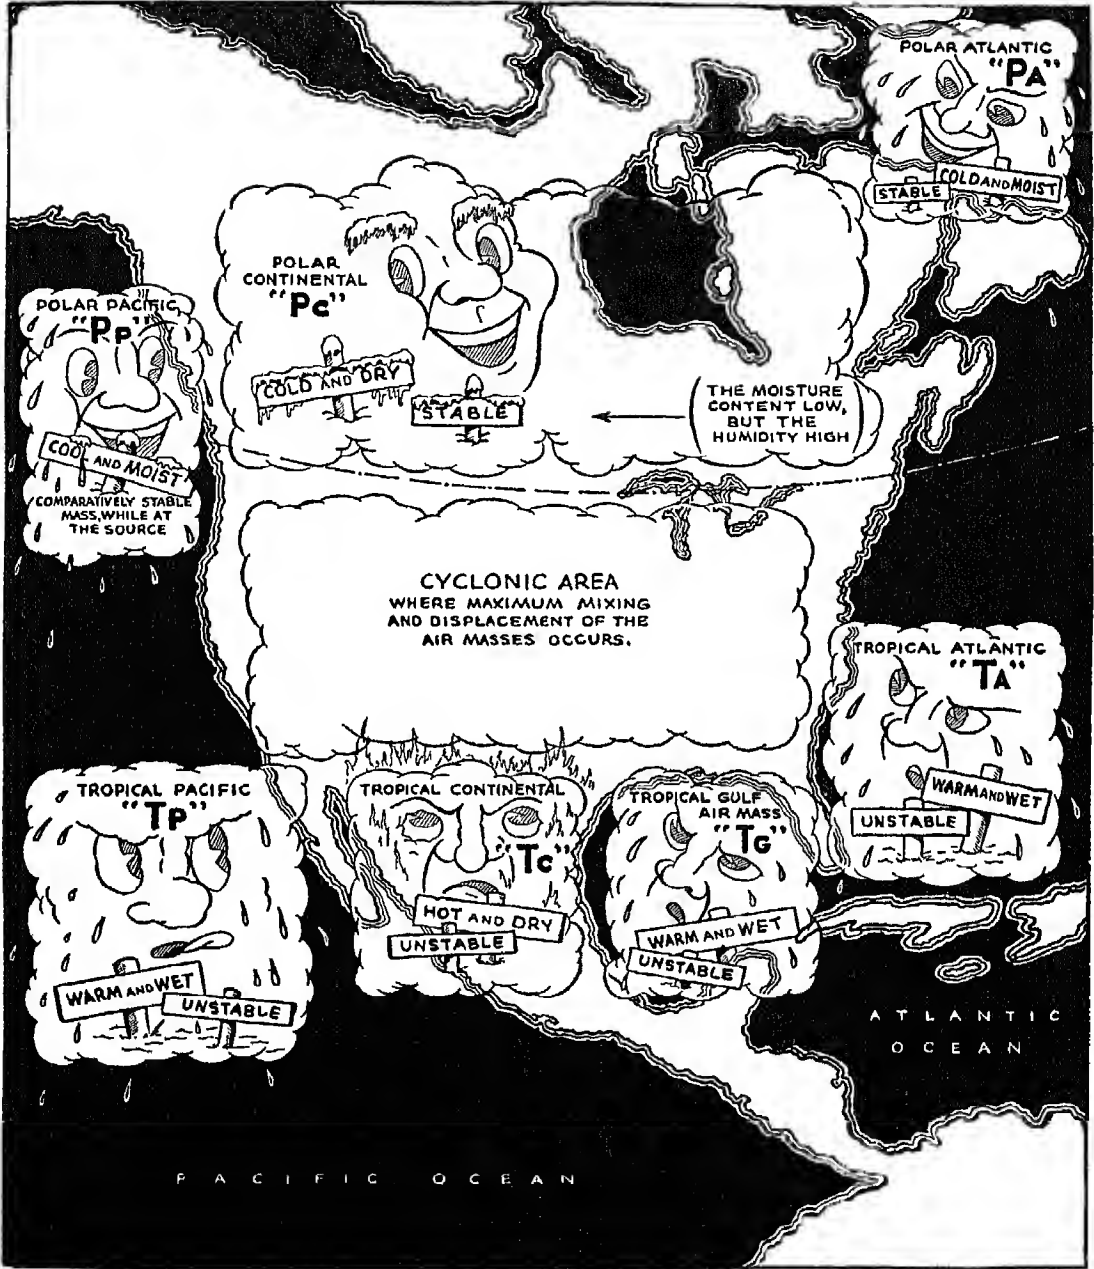 POLAR ATLANTIC
"PA"
STABLE
COLD AND MOIST
POLAR
CONTINENTAL
"Pc"
COLD AND DRY
STABLE
THE MOISTURE
CONTENT LOW,
BUT THE
HUMIDITY HIGH
POLAR PACIFIC
"PP"
COOL AND MOIST
COMPARATIVELY STABLE
MASS, WHILE AT
THE SOURCE
CYCLONIC AREA
WHERE MAXIMUM MIXING
AND DISPLACEMENT OF THE
AIR MASSES OCCURS.
TROPICAL ATLANTIC
"TA"
WARM AND WET
UNSTABLE
TROPICAL PACIFIC
"TP"
WARM AND WET
UNSTABLE
TROPICAL CONTINENTAL
"Tc"
HOT AND DRY
UNSTABLE
TROPICAL GULF
AIR MASS
"TG"
WARM AND WET
UNSTABLE
ATLANTIC
OCEAN
PACIFIC OCEAN